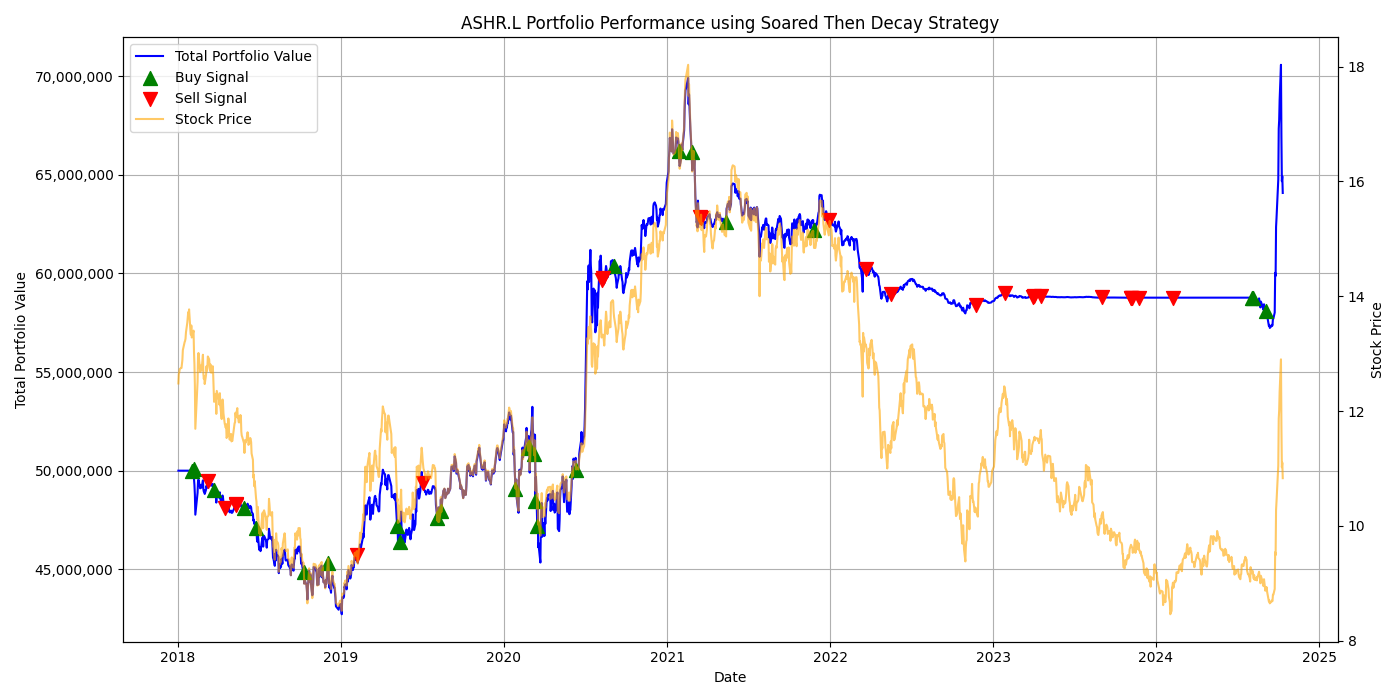 ASHR.L Portfolio Performance using Soared Then Decay Strategy
Total Portfolio Value
Buy Signal
Sell Signal
Stock Price
70,000,000
65,000,000
60,000,000
55,000,000
50,000,000
45,000,000
Total Portfolio Value
18
16
14
12
10
8
Stock Price
2018
2019
2020
2021
2022
2023
2024
2025
Date